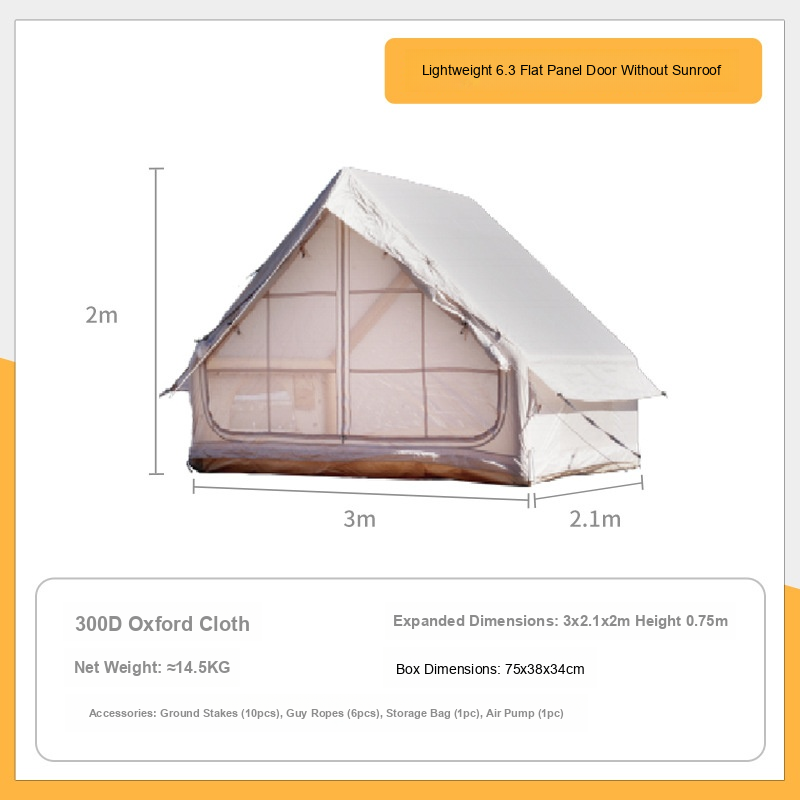 Lightweight 6.3 Flat Panel Door Without Sunroof
2m
3m
2.1m
300D Oxford Cloth
Expanded Dimensions: 3x2.1x2m Height 0.75m
Net Weight: ≈14.5KG
Box Dimensions: 75x38x34cm
Accessories: Ground Stakes (10pcs), Guy Ropes (6pcs), Storage Bag (1pc), Air Pump (1pc)